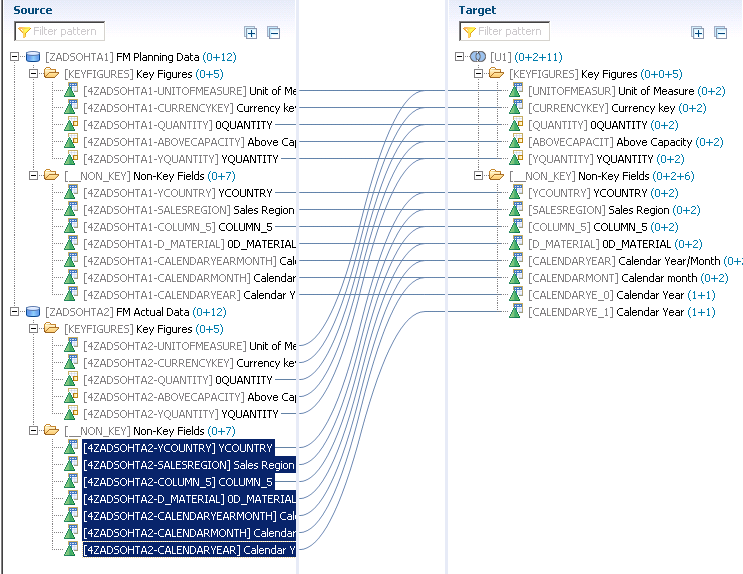 Source
Filter pattern
[ZADSOHTA1] FM Planning Data (0+12)
[KEYFIGURES] Key Figures (0+5)
[4ZADSOHTA1-UNITOFMEASURE] Unit of Me
[4ZADSOHTA1-CURRENCYKEY] Currency key
[4ZADSOHTA1-QUANTITY] 0QUANTITY
[4ZADSOHTA1-ABOVECAPACITY] Above Cap
[4ZADSOHTA1-YQUANTITY] YQUANTITY
[__NON_KEY] Non-Key Fields (0+7)
[4ZADSOHTA1-YCOUNTRY] YCOUNTRY
[4ZADSOHTA1-SALESREGION] Sales Region
[4ZADSOHTA1-COLUMN_5] COLUMN_5
[4ZADSOHTA1-D_MATERIAL] 0D_MATERIAL
[4ZADSOHTA1-CALENDARYEARMONTH] Cal
[4ZADSOHTA1-CALENDARMONTH] Calendar
[4ZADSOHTA1-CALENDARYEAR] Calendar Y
[ZADSOHTA2] FM Actual Data (0+12)
[KEYFIGURES] Key Figures (0+5)
[4ZADSOHTA2-UNITOFMEASURE] Unit of Me
[4ZADSOHTA2-CURRENCYKEY] Currency key
[4ZADSOHTA2-QUANTITY] 0QUANTITY
[4ZADSOHTA2-ABOVECAPACITY] Above Cap
[4ZADSOHTA2-YQUANTITY] YQUANTITY
[__NON_KEY] Non-Key Fields (0+7)
[4ZADSOHTA2-YCOUNTRY] YCOUNTRY
[4ZADSOHTA2-SALESREGION] Sales Region
[4ZADSOHTA2-COLUMN_5] COLUMN_5
[4ZADSOHTA2-D_MATERIAL] 0D_MATERIAL
[4ZADSOHTA2-CALENDARYEARMONTH] Cal
[4ZADSOHTA2-CALENDARMONTH] Calendar
[4ZADSOHTA2-CALENDARYEAR] Calendar Y
Target
Filter pattern
[U1] (0+2+11)
[KEYFIGURES] Key Figures (0+0+5)
[UNITOFMEASUR] Unit of Measure (0+2)
[CURRENCYKEY] Currency key (0+2)
[QUANTITY] 0QUANTITY (0+2)
[ABOVECAPACIT] Above Capacity (0+2)
[YQUANTITY] YQUANTITY (0+2)
[__NON_KEY] Non-Key Fields (0+2+6)
[YCOUNTRY] YCOUNTRY (0+2)
[SALESREGION] Sales Region (0+2)
[COLUMN_5] COLUMN_5 (0+2)
[D_MATERIAL] 0D_MATERIAL (0+2)
[CALENDARYEAR] Calendar Year/Month (0+2
[CALENDARMONT] Calendar month (0+2)
[CALENDARYE_0] Calendar Year (1+1)
[CALENDARYE_1] Calendar Year (1+1)